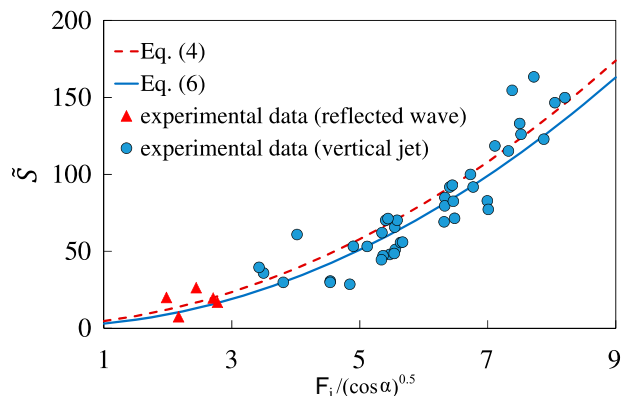 200
150
100
50
0
S̃
Eq. (4)
Eq. (6)
experimental data (reflected wave)
experimental data (vertical jet)
1 3 5 7 9
Fᵢ/(cosα)⁰·⁵